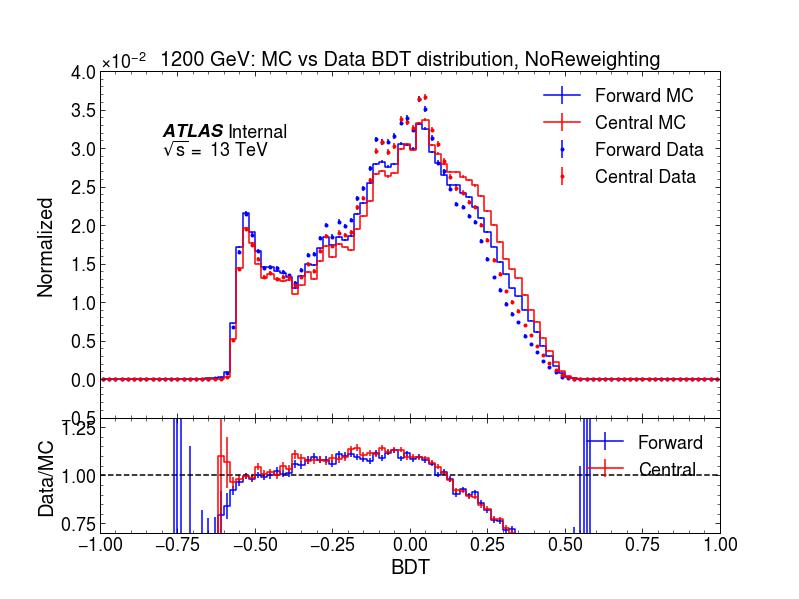 ×10⁻² 1200 GeV: MC vs Data BDT distribution, NoReweighting
4.0
3.5
3.0
2.5
2.0
1.5
1.0
0.5
0.0
−0.5
Normalized
ATLAS Internal
√s = 13 TeV
Forward MC
Central MC
Forward Data
Central Data
1.25
1.00
0.75
Data/MC
Forward
Central
−1.00 −0.75 −0.50 −0.25 0.00 0.25 0.50 0.75 1.00
BDT